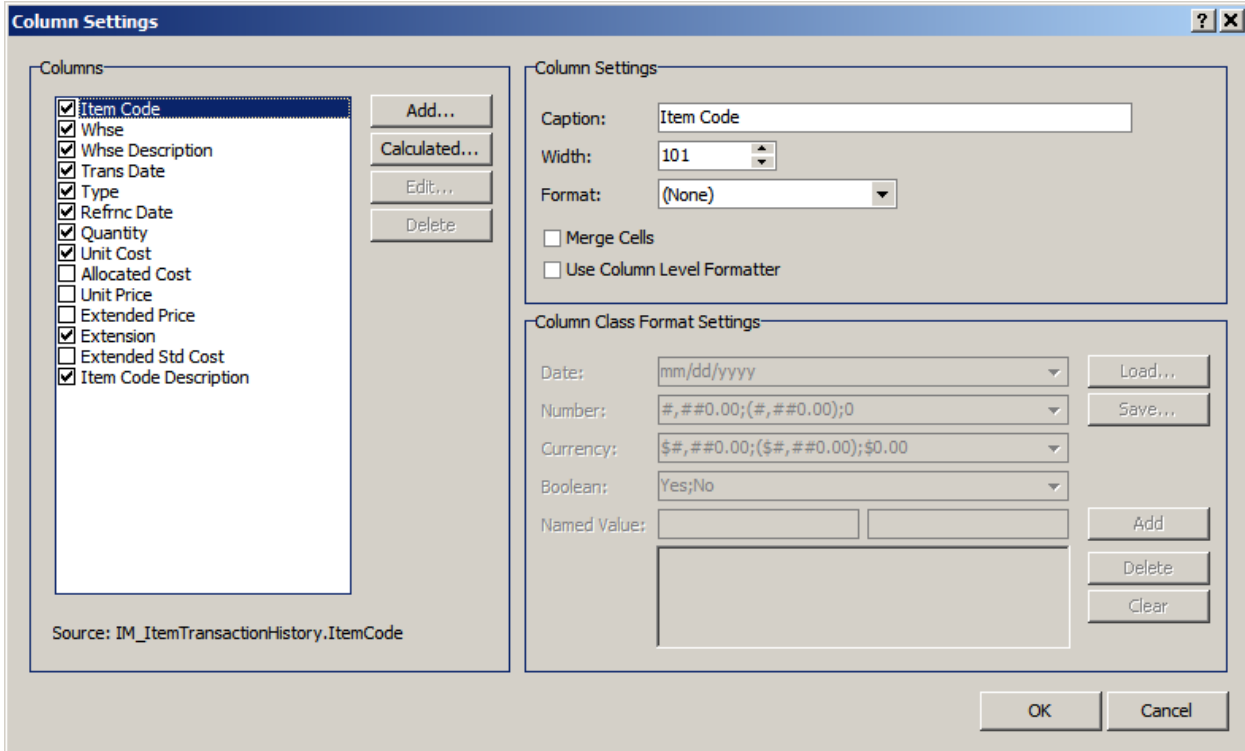 Column Settings
Columns
Item Code
Whse
Whse Description
Trans Date
Type
Refrnc Date
Quantity
Unit Cost
Allocated Cost
Unit Price
Extended Price
Extension
Extended Std Cost
Item Code Description
Add...
Calculated...
Edit...
Delete
Source: IM_ItemTransactionHistory.ItemCode
Column Settings
Caption: Item Code
Width: 101
Format: (None)
Merge Cells
Use Column Level Formatter
Column Class Format Settings
Date: mm/dd/yyyy Load...
Number: #,##0.00;(#,##0.00);0 Save...
Currency: $#,##0.00;($#,##0.00);$0.00
Boolean: Yes;No
Named Value: Add
Delete
Clear
OK Cancel